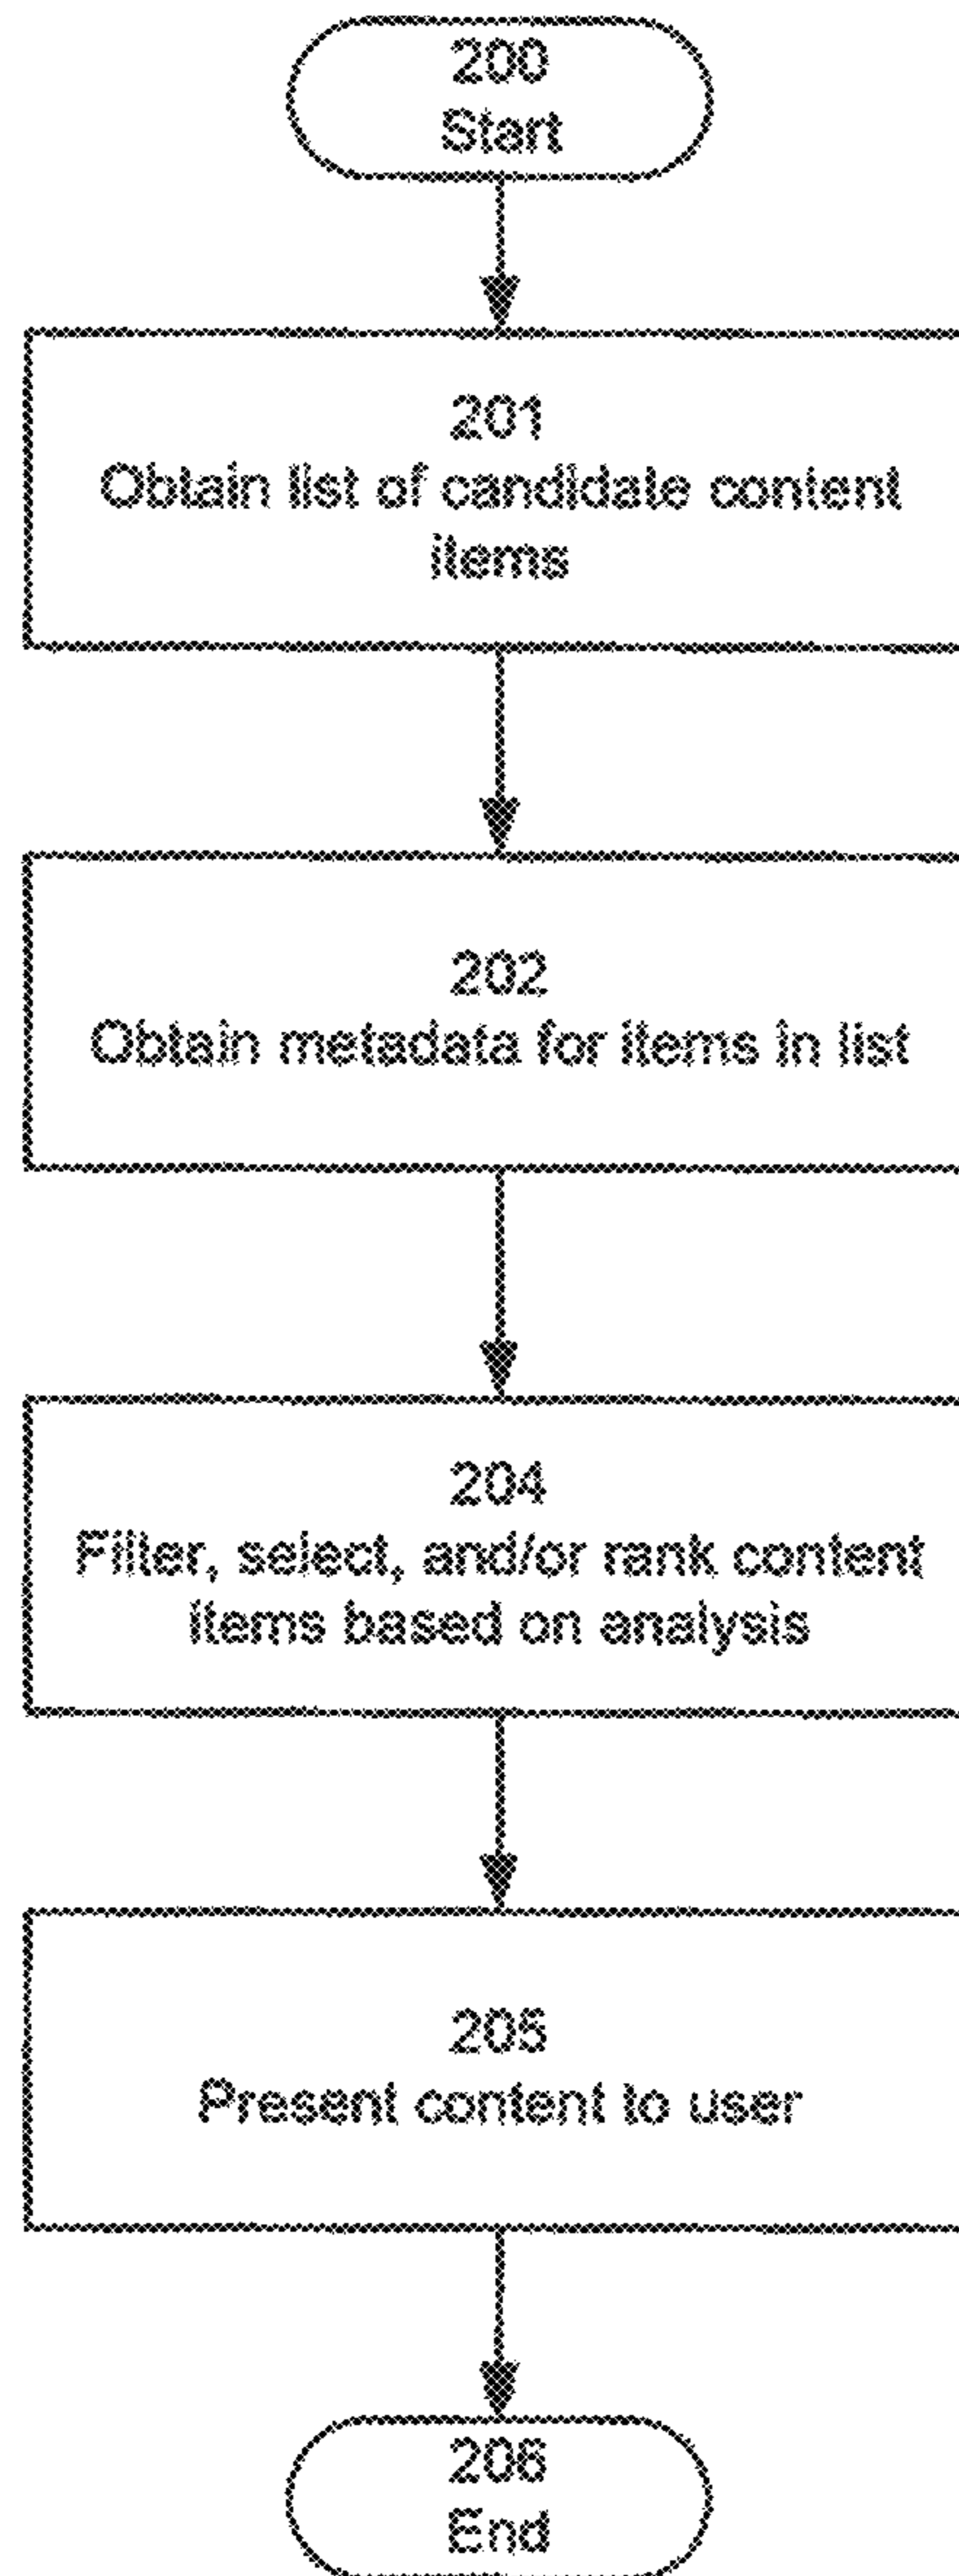 200
Start
201
Obtain list of candidate content
items
202
Obtain metadata for items in list
204
Filter, select, and/or rank content
items based on analysis
205
Present content to user
206
End